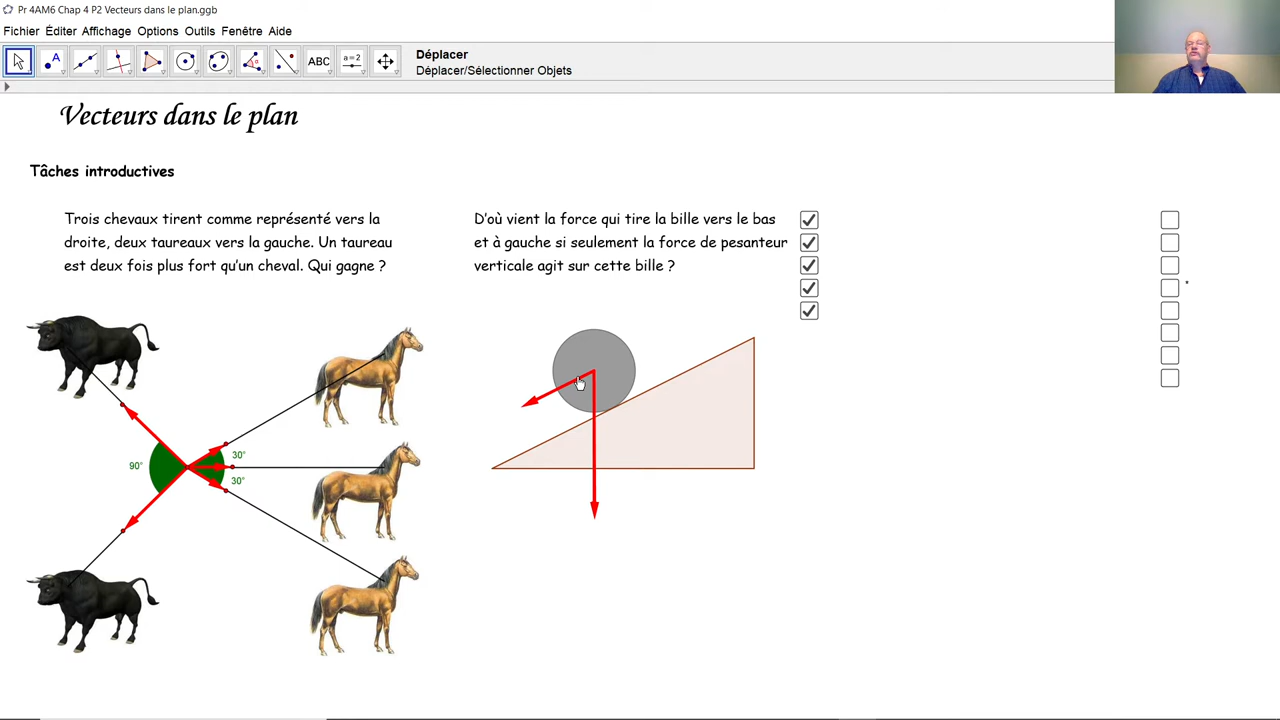 Pr 4AM6 Chap 4 P2 Vecteurs dans le plan.ggb
Fichier Éditer Affichage Options Outils Fenêtre Aide
A
ABC
a=2
Déplacer
Déplacer/Sélectionner Objets
Vecteurs dans le plan
Tâches introductives
Trois chevaux tirent comme représenté vers la
droite, deux taureaux vers la gauche. Un taureau
est deux fois plus fort qu'un cheval. Qui gagne ?
D'où vient la force qui tire la bille vers le bas
et à gauche si seulement la force de pesanteur
verticale agit sur cette bille ?
90°
30°
30°